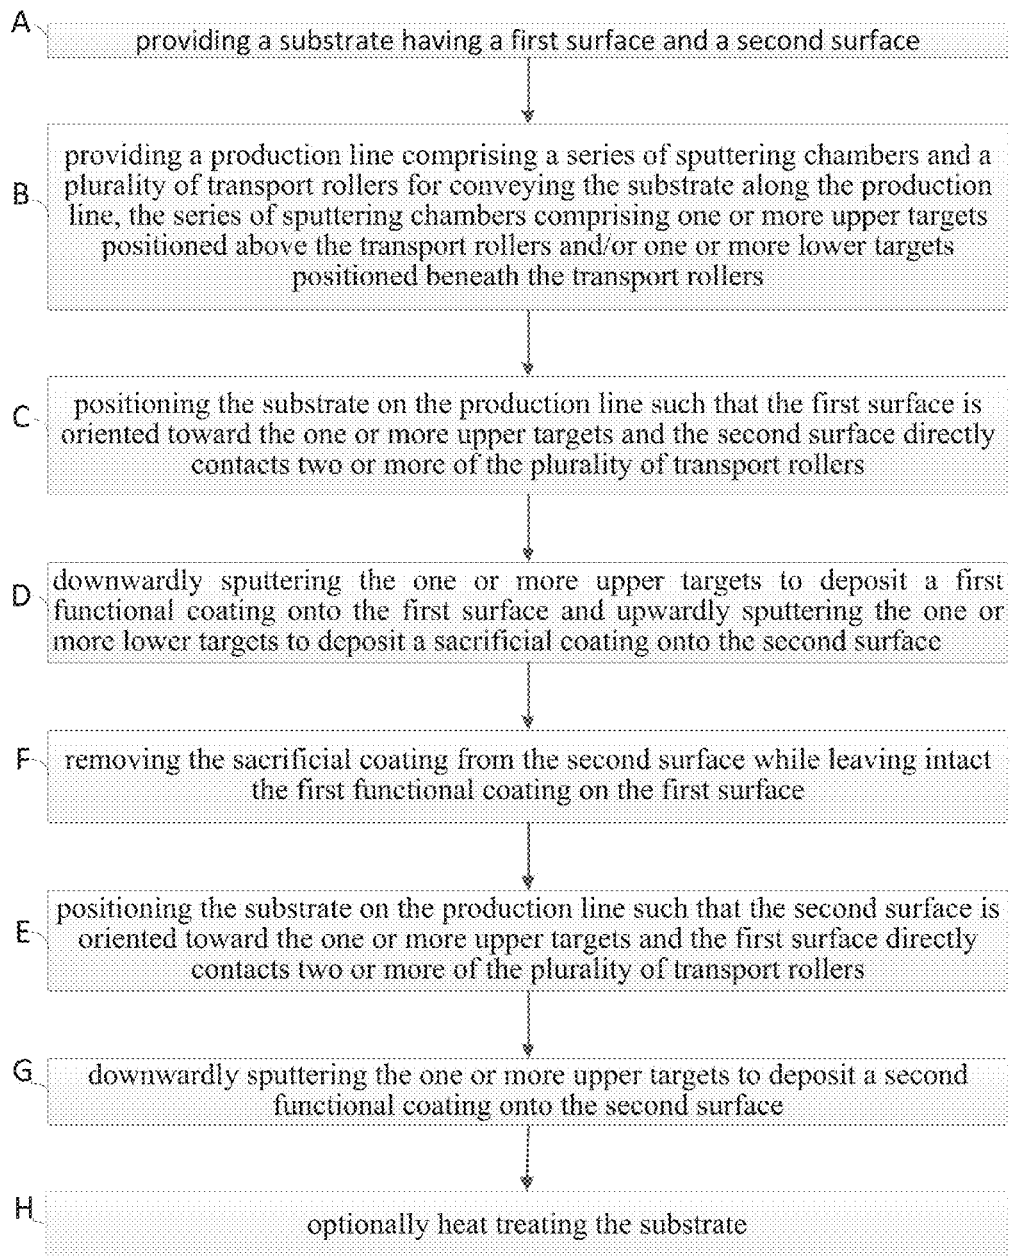 A
providing a substrate having a first surface and a second surface
B
providing a production line comprising a series of sputtering chambers and a
plurality of transport rollers for conveying the substrate along the production
line, the series of sputtering chambers comprising one or more upper targets
positioned above the transport rollers and/or one or more lower targets
positioned beneath the transport rollers
C
positioning the substrate on the production line such that the first surface is
oriented toward the one or more upper targets and the second surface directly
contacts two or more of the plurality of transport rollers
D
downwardly sputtering the one or more upper targets to deposit a first
functional coating onto the first surface and upwardly sputtering the one or
more lower targets to deposit a sacrificial coating onto the second surface
F
removing the sacrificial coating from the second surface while leaving intact
the first functional coating on the first surface
E
positioning the substrate on the production line such that the second surface is
oriented toward the one or more upper targets and the first surface directly
contacts two or more of the plurality of transport rollers
G
downwardly sputtering the one or more upper targets to deposit a second
functional coating onto the second surface
H
optionally heat treating the substrate